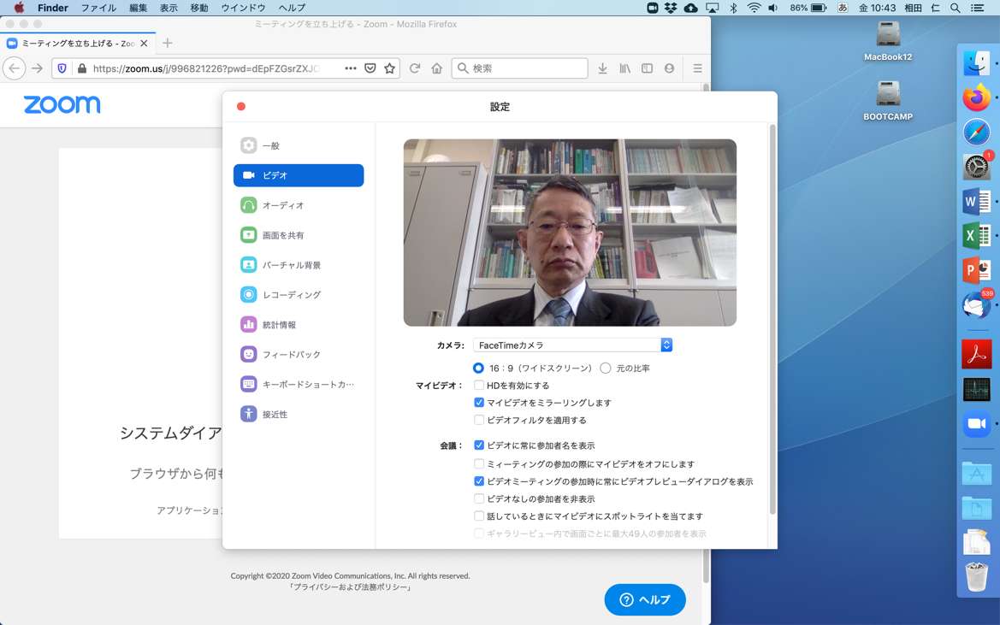 Finder ファイル 編集 表示 移動 ウインドウ ヘルプ
86% あ 金 10:43 相田 仁
ミーティングを立ち上げる - Zoom - Mozilla Firefox
ミーティングを立ち上げる - Zoo
https://zoom.us/j/996821226?pwd=dEpFZGsrZXJC
検索
zoom
設定
一般
ビデオ
オーディオ
画面を共有
バーチャル背景
レコーディング
統計情報
フィードバック
キーボードショートカ…
接近性
カメラ:
FaceTimeカメラ
16：9（ワイドスクリーン） 元の比率
マイビデオ： HDを有効にする
マイビデオをミラーリングします
ビデオフィルタを適用する
会議： ビデオに常に参加者名を表示
ミィーティングの参加の際にマイビデオをオフにします
ビデオミーティングの参加時に常にビデオプレビューダイアログを表示
ビデオなしの参加者を非表示
話しているときにマイビデオにスポットライトを当てます
ギャラリービュー内で画面ごとに最大49人の参加者を表示
システムダイア
ブラウザから何も
アプリケーショ
Copyright ©2020 Zoom Video Communications, Inc. All rights reserved.
「プライバシーおよび法務ポリシー」
ヘルプ
MacBook12
BOOTCAMP
1
W
X
P
539